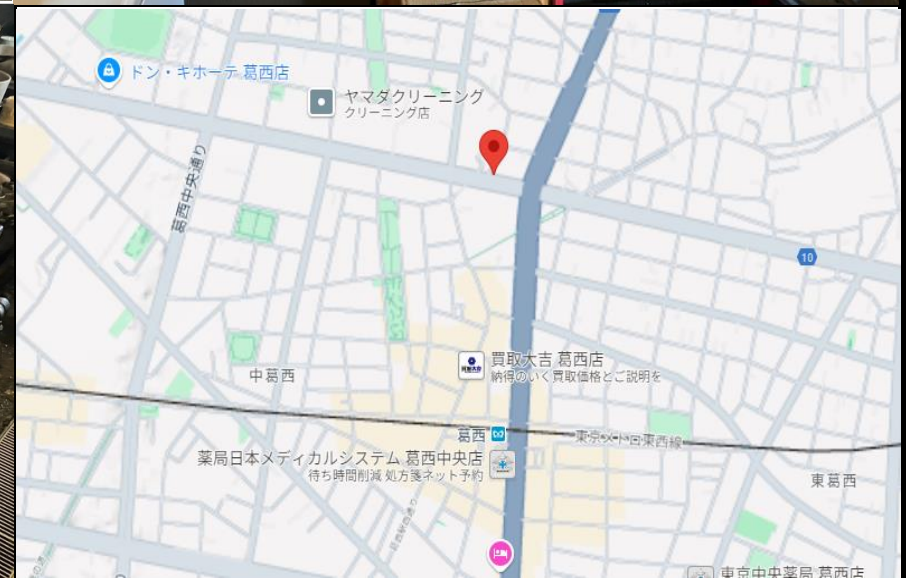 ドン・キホーテ 葛西店
ヤマダクリーニング
クリーニング店
葛西中央通り
10
買取大吉 葛西店
納得のいく買取価格とご説明を
中葛西
葛西
東京メトロ東西線
薬局日本メディカルシステム 葛西中央店
待ち時間削減 処方箋ネット予約
東葛西
東京中央薬局 葛西店